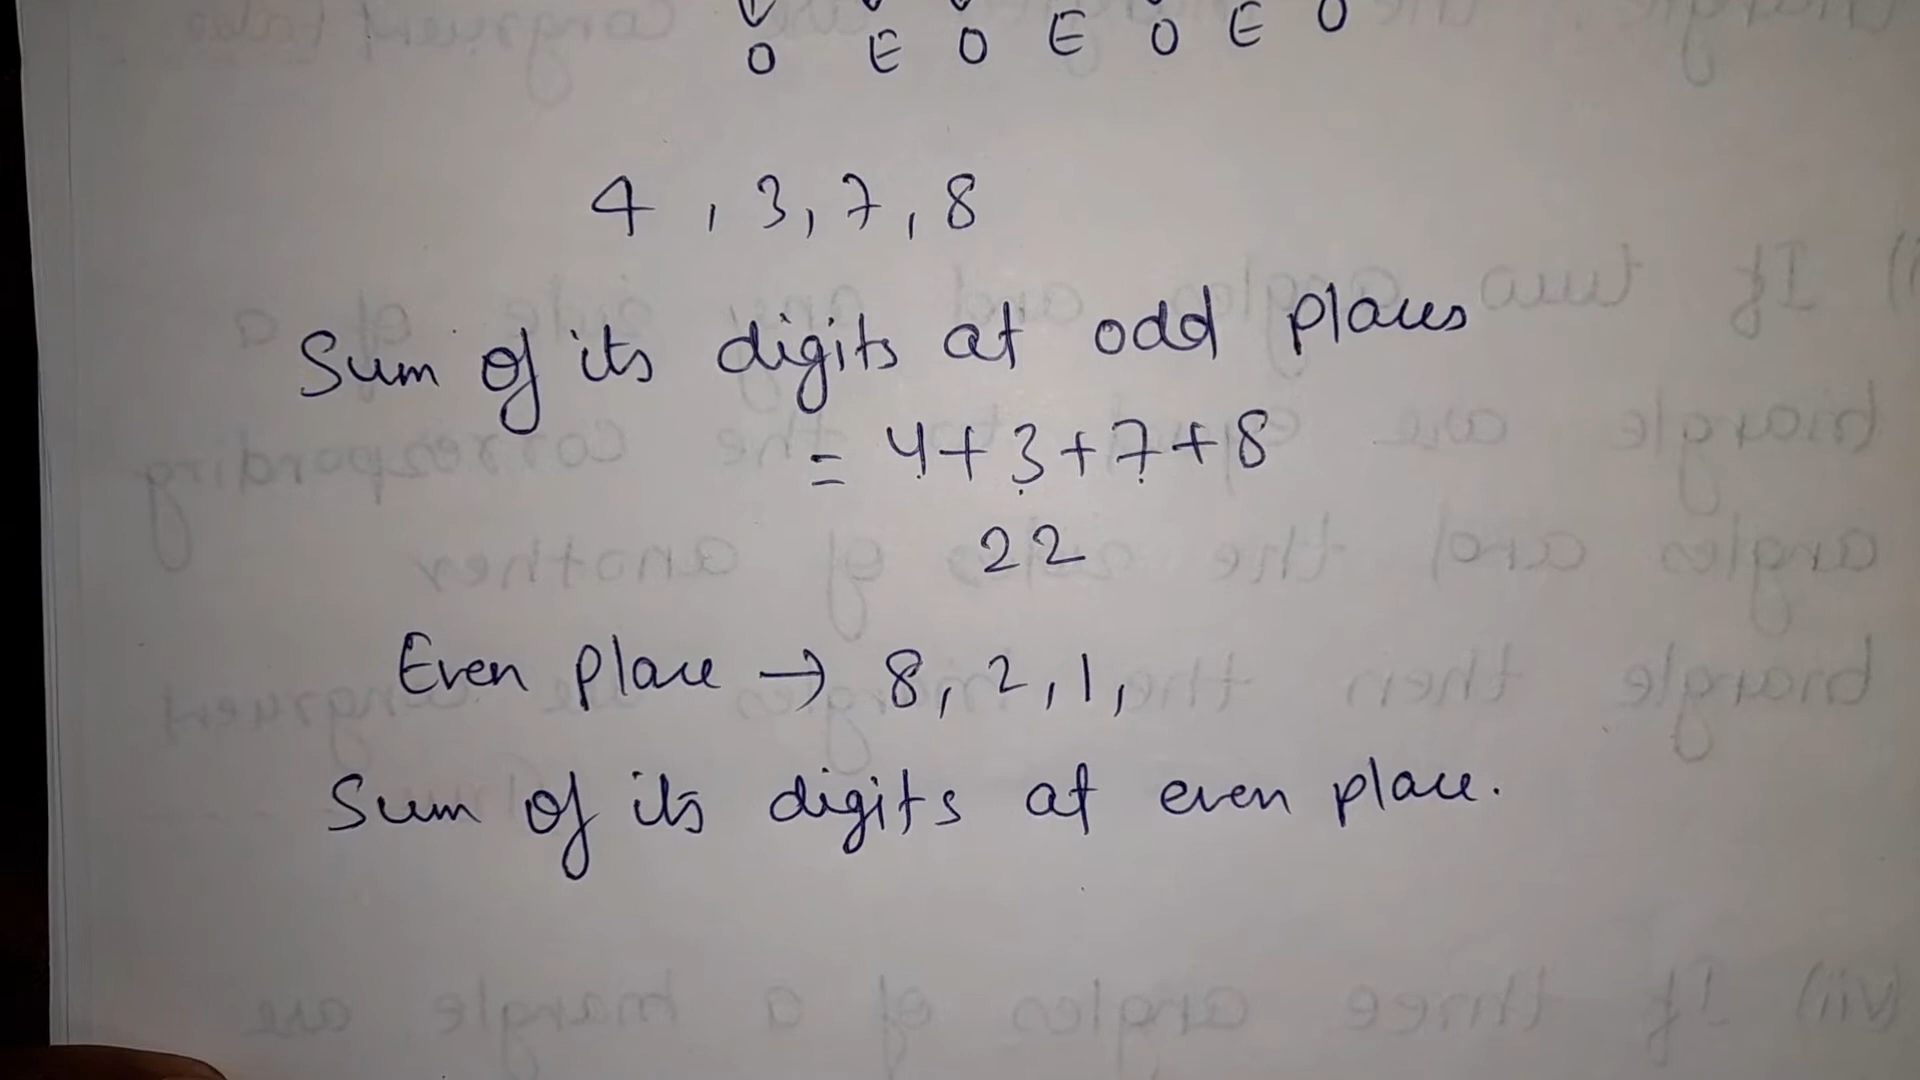 O E O E O E O
4, 3, 7, 8
Sum of its digits at odd places
= 4+3+7+8
22
Even place → 8, 2, 1,
Sum of its digits at even place.